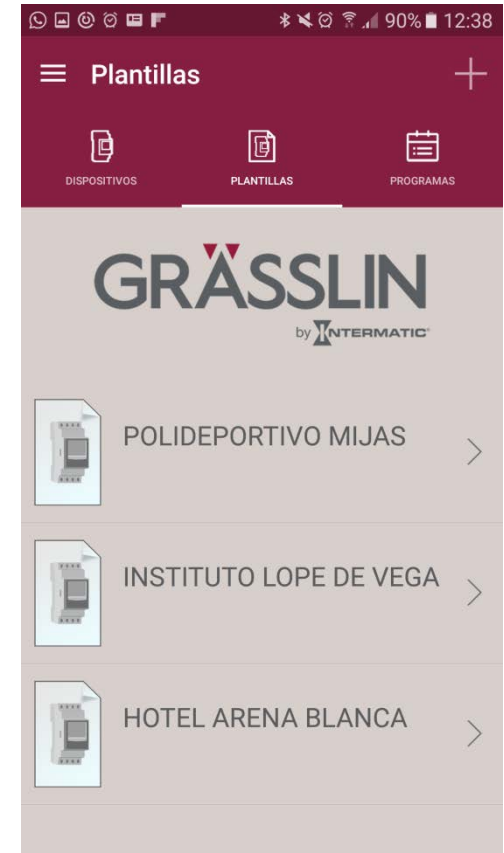 90% 12:38
Plantillas
DISPOSITIVOS PLANTILLAS PROGRAMAS
GRÄSSLIN
by INTERMATIC®
POLIDEPORTIVO MIJAS
INSTITUTO LOPE DE VEGA
HOTEL ARENA BLANCA